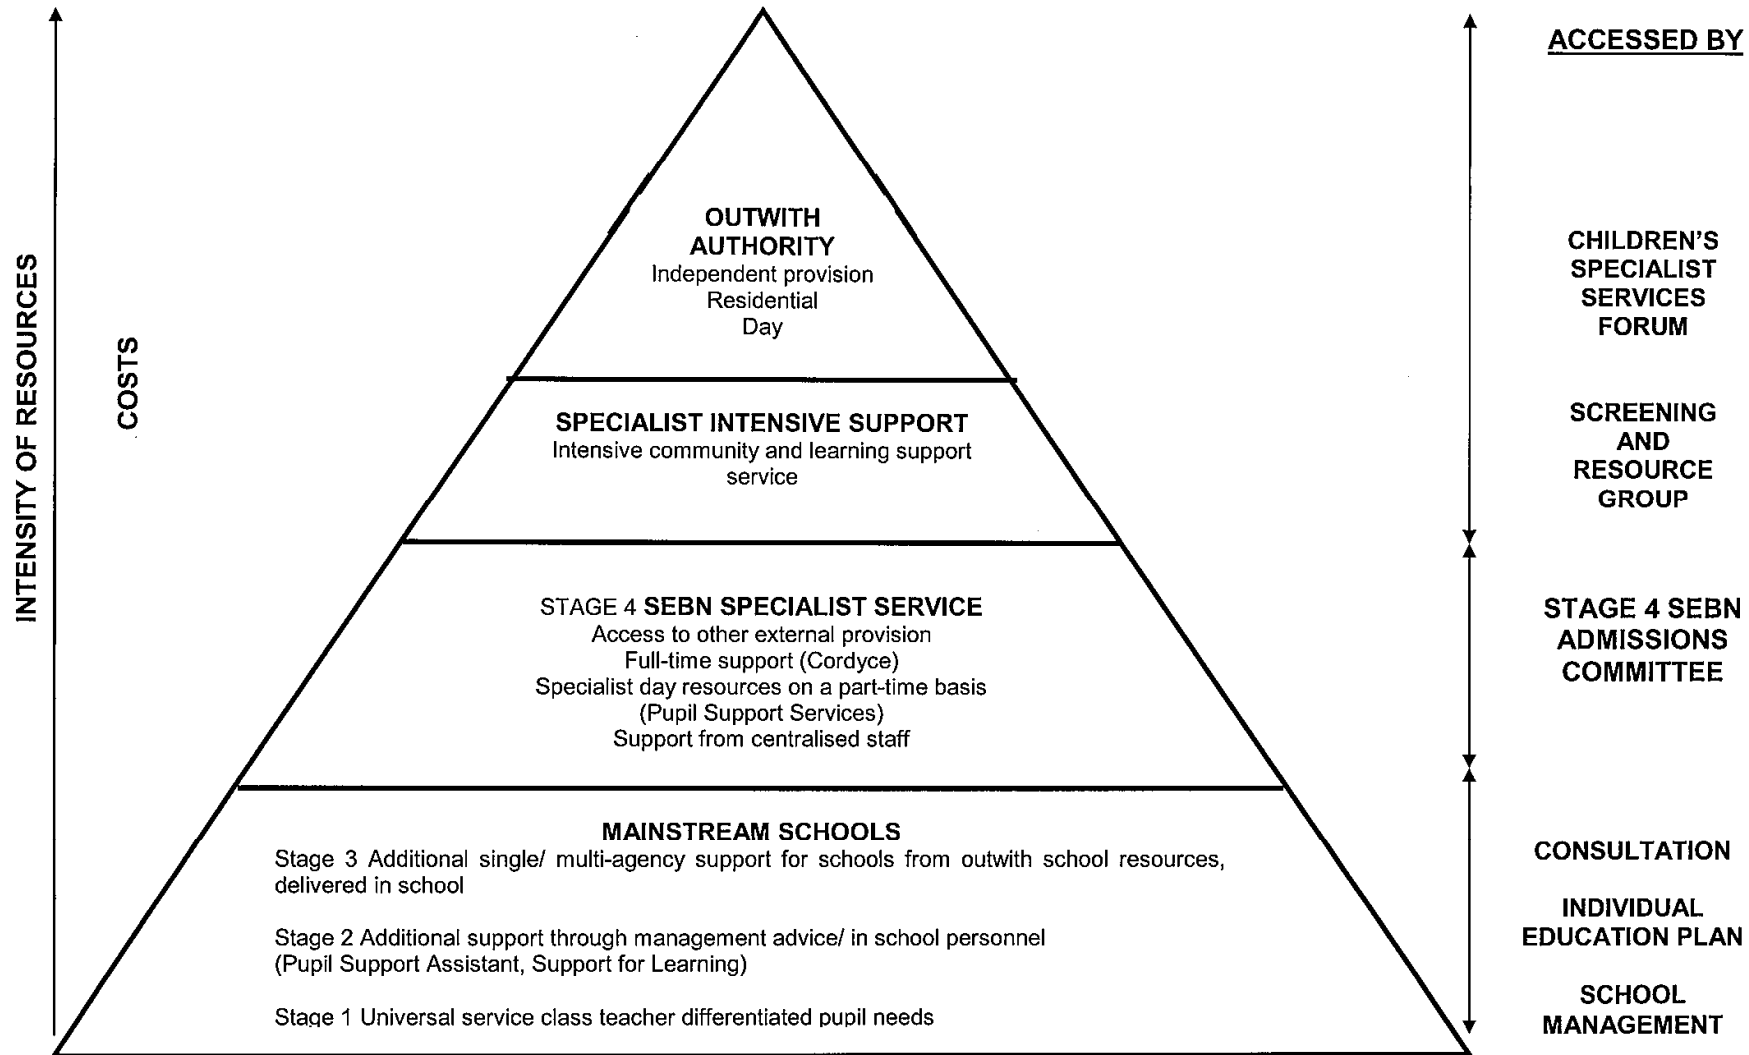 INTENSITY OF RESOURCES
COSTS
OUTWITH
AUTHORITY
Independent provision
Residential
Day
SPECIALIST INTENSIVE SUPPORT
Intensive community and learning support
service
STAGE 4 SEBN SPECIALIST SERVICE
Access to other external provision
Full-time support (Cordyce)
Specialist day resources on a part-time basis
(Pupil Support Services)
Support from centralised staff
MAINSTREAM SCHOOLS
Stage 3 Additional single/ multi-agency support for schools from outwith school resources,
delivered in school
Stage 2 Additional support through management advice/ in school personnel
(Pupil Support Assistant, Support for Learning)
Stage 1 Universal service class teacher differentiated pupil needs
ACCESSED BY
CHILDREN'S
SPECIALIST
SERVICES
FORUM
SCREENING
AND
RESOURCE
GROUP
STAGE 4 SEBN
ADMISSIONS
COMMITTEE
CONSULTATION
INDIVIDUAL
EDUCATION PLAN
SCHOOL
MANAGEMENT